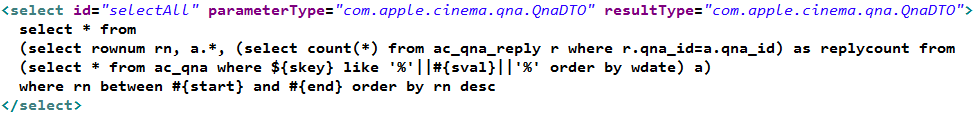 <select id="selectAll" parameterType="com.apple.cinema.qna.QnaDTO" resultType="com.apple.cinema.qna.QnaDTO">
select * from
(select rownum rn, a.*, (select count(*) from ac_qna_reply r where r.qna_id=a.qna_id) as replycount from
(select * from ac_qna where ${skey} like '%'||#{sval}||'%' order by wdate) a)
where rn between #{start} and #{end} order by rn desc
</select>